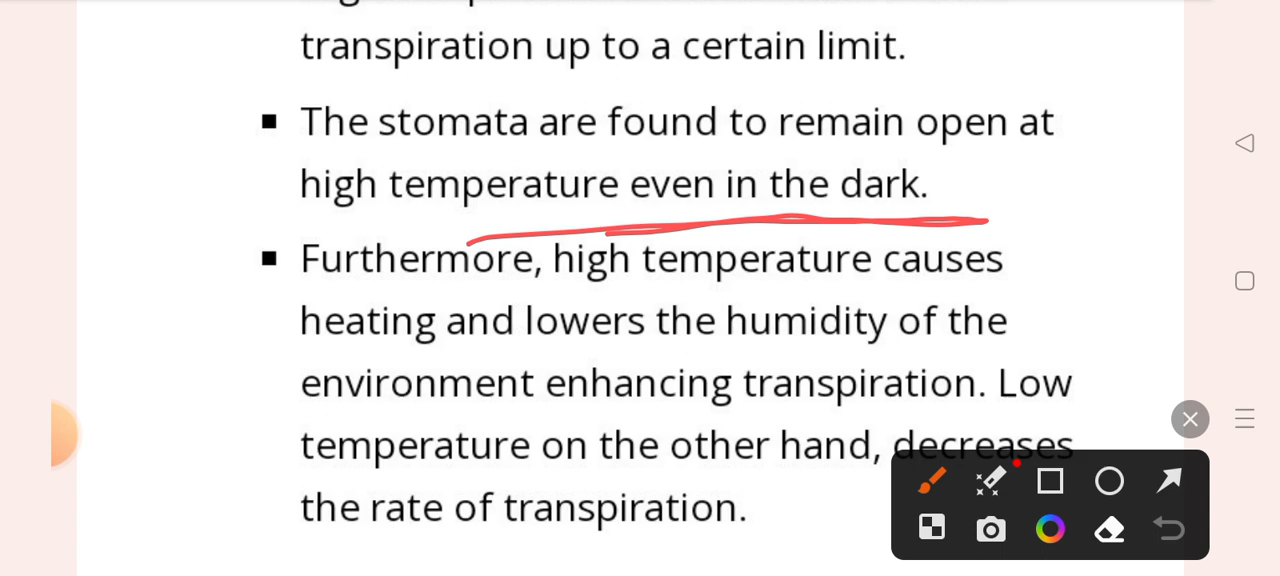 transpiration up to a certain limit.
▪ The stomata are found to remain open at
high temperature even in the dark.
▪ Furthermore, high temperature causes
heating and lowers the humidity of the
environment enhancing transpiration. Low
temperature on the other hand, decreases
the rate of transpiration.